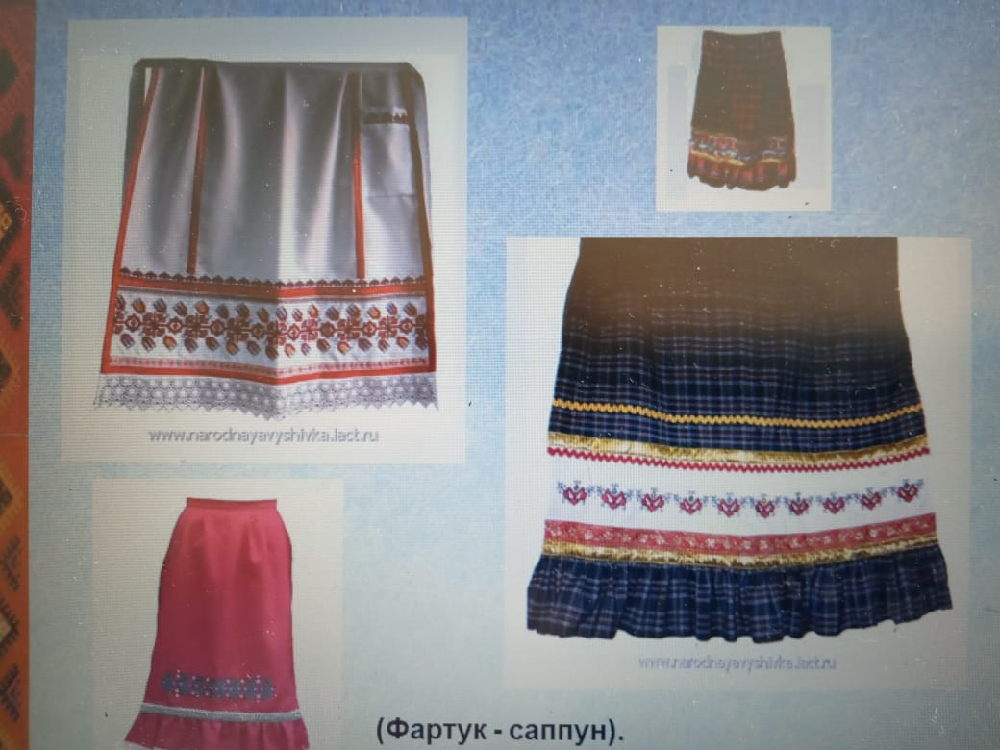 www.narodnayavyshivka.lact.ru
www.narodnayavyshivka.lact.ru
(Фартук - саппун).